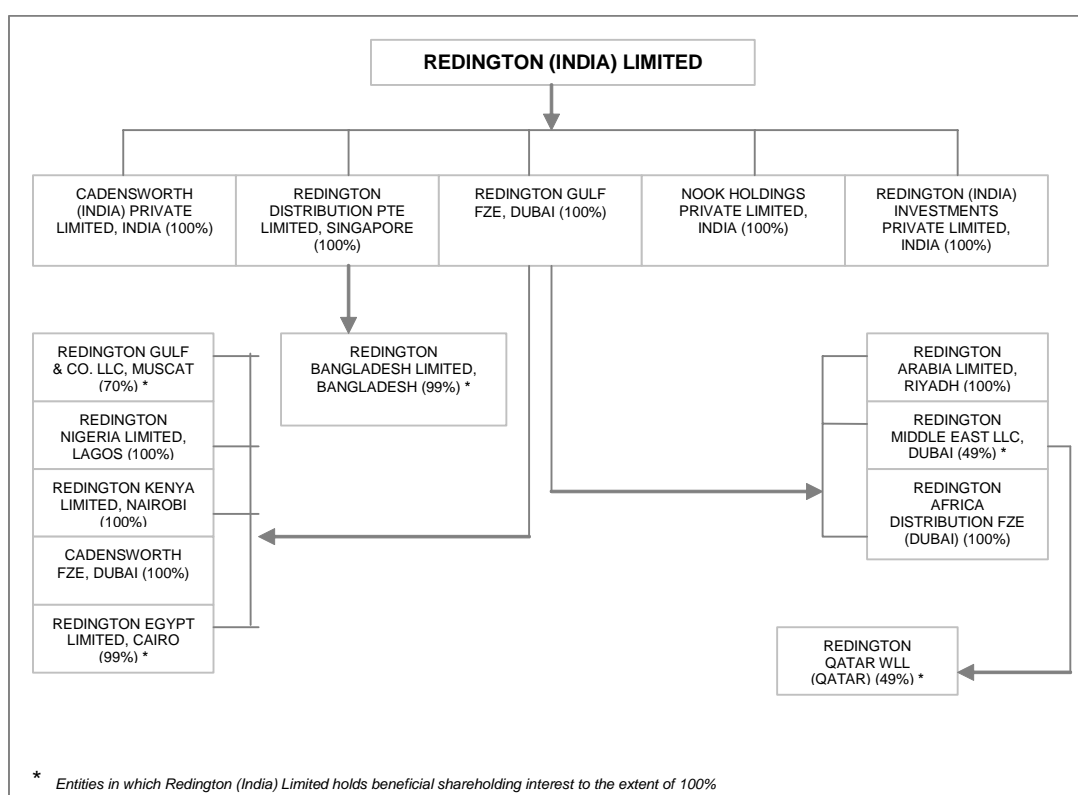 REDINGTON (INDIA) LIMITED
CADENSWORTH
(INDIA) PRIVATE
LIMITED, INDIA (100%)
REDINGTON
DISTRIBUTION PTE
LIMITED, SINGAPORE
(100%)
REDINGTON GULF
FZE, DUBAI (100%)
NOOK HOLDINGS
PRIVATE LIMITED,
INDIA (100%)
REDINGTON (INDIA)
INVESTMENTS
PRIVATE LIMITED,
INDIA (100%)
REDINGTON GULF
& CO. LLC, MUSCAT
(70%) *
REDINGTON
NIGERIA LIMITED,
LAGOS (100%)
REDINGTON KENYA
LIMITED, NAIROBI
(100%)
CADENSWORTH
FZE, DUBAI (100%)
REDINGTON EGYPT
LIMITED, CAIRO
(99%) *
REDINGTON
BANGLADESH LIMITED,
BANGLADESH (99%) *
REDINGTON
ARABIA LIMITED,
RIYADH (100%)
REDINGTON
MIDDLE EAST LLC,
DUBAI (49%) *
REDINGTON
AFRICA
DISTRIBUTION FZE
(DUBAI) (100%)
REDINGTON
QATAR WLL
(QATAR) (49%) *
* Entities in which Redington (India) Limited holds beneficial shareholding interest to the extent of 100%